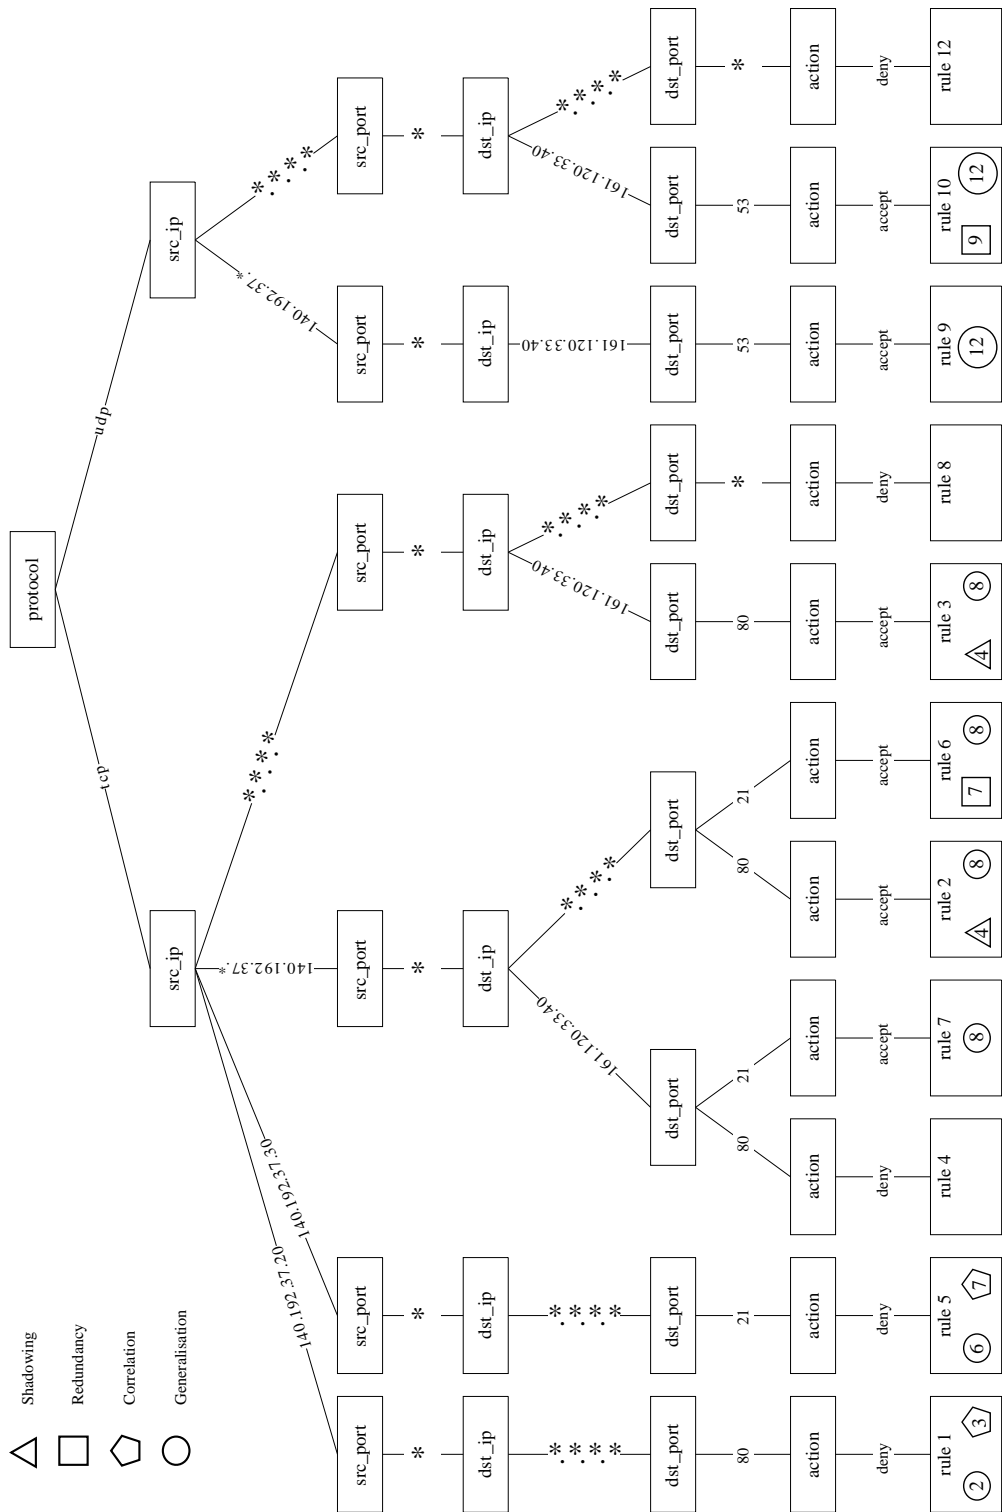 protocol
Shadowing
Redundancy
Correlation
Generalisation
tcp
udp
src_ip
src_ip
140.192.37.20
140.192.37.30
140.192.37.*
*.*.*.*
140.192.37.*
*.*.*.*
src_port
src_port
src_port
src_port
src_port
src_port
*
*
*
*
*
*
dst_ip
dst_ip
dst_ip
dst_ip
dst_ip
dst_ip
*.*.*.*
*.*.*.*
161.120.33.40
*.*.*.*
161.120.33.40
*.*.*.*
161.120.33.40
161.120.33.40
*.*.*.*
dst_port
dst_port
dst_port
dst_port
dst_port
dst_port
dst_port
dst_port
dst_port
80
21
80
21
80
21
80
*
53
53
*
action
action
action
action
action
action
action
action
action
action
action
deny
deny
deny
accept
accept
accept
accept
deny
accept
accept
deny
rule 1
2 3
rule 5
6 7
rule 4
rule 7
8
rule 2
4 8
rule 6
7 8
rule 3
4 8
rule 8
rule 9
12
rule 10
9 12
rule 12